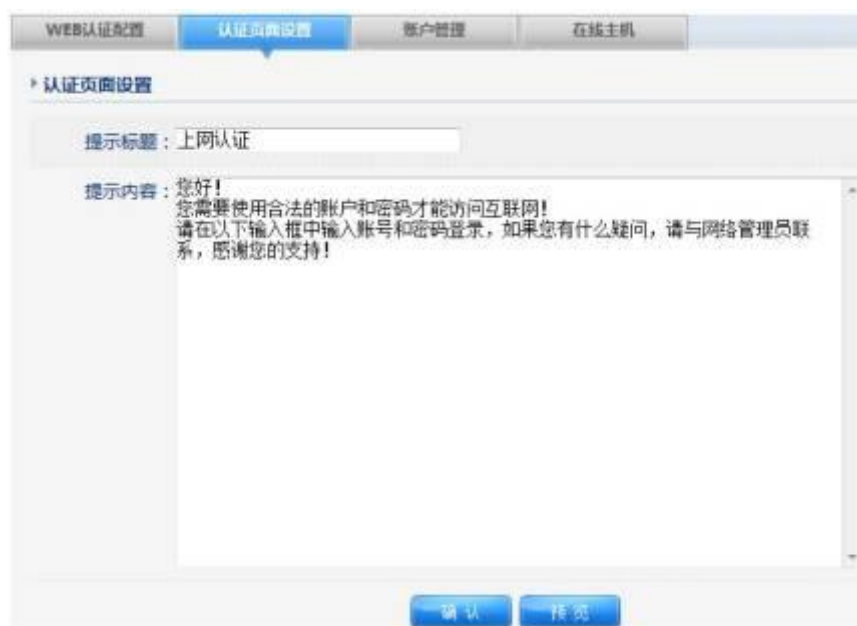 WEB认证配置 认证页面设置 账户管理 在线主机
认证页面设置
提示标题：上网认证
提示内容：您好！
您需要使用合法的账户和密码才能访问互联网！
请在以下输入框中输入账号和密码登录，如果您有什么疑问，请与网络管理员联
系，感谢您的支持！
确 认 预 览